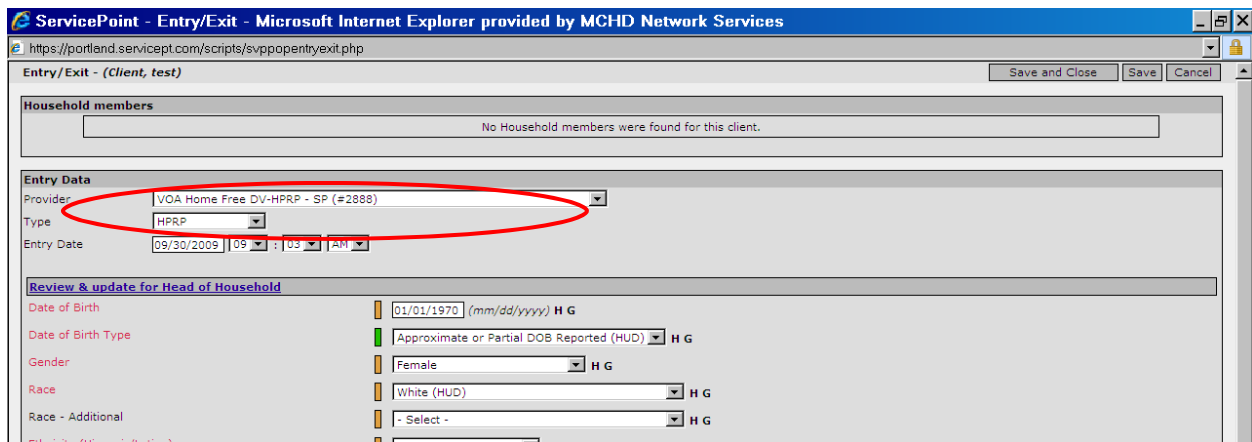 ServicePoint - Entry/Exit - Microsoft Internet Explorer provided by MCHD Network Services
https://portland.servicept.com/scripts/svppopentryexit.php
Entry/Exit - (Client, test) Save and Close Save Cancel
Household members
No Household members were found for this client.
Entry Data
Provider VOA Home Free DV-HPRP - SP (#2888)
Type HPRP
Entry Date 09/30/2009 09 : 03 AM
Review & update for Head of Household
Date of Birth 01/01/1970 (mm/dd/yyyy) H G
Date of Birth Type Approximate or Partial DOB Reported (HUD) H G
Gender Female H G
Race White (HUD) H G
Race - Additional - Select - H G